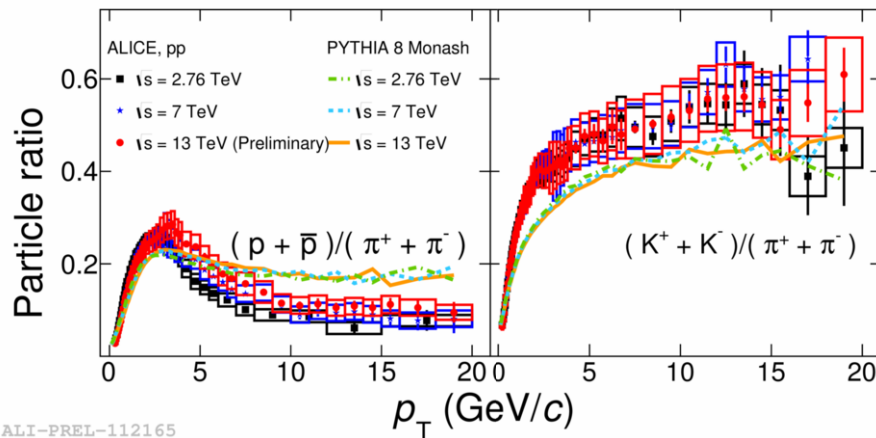 ALICE, pp
√s = 2.76 TeV
√s = 7 TeV
√s = 13 TeV (Preliminary)
PYTHIA 8 Monash
√s = 2.76 TeV
√s = 7 TeV
√s = 13 TeV
Particle ratio
0.6
0.4
0.2
( p + p̅ )/( π⁺ + π⁻ )
( K⁺ + K⁻ )/( π⁺ + π⁻ )
0 5 10 15 20
0 5 10 15 20
p_T (GeV/c)
ALI-PREL-112165